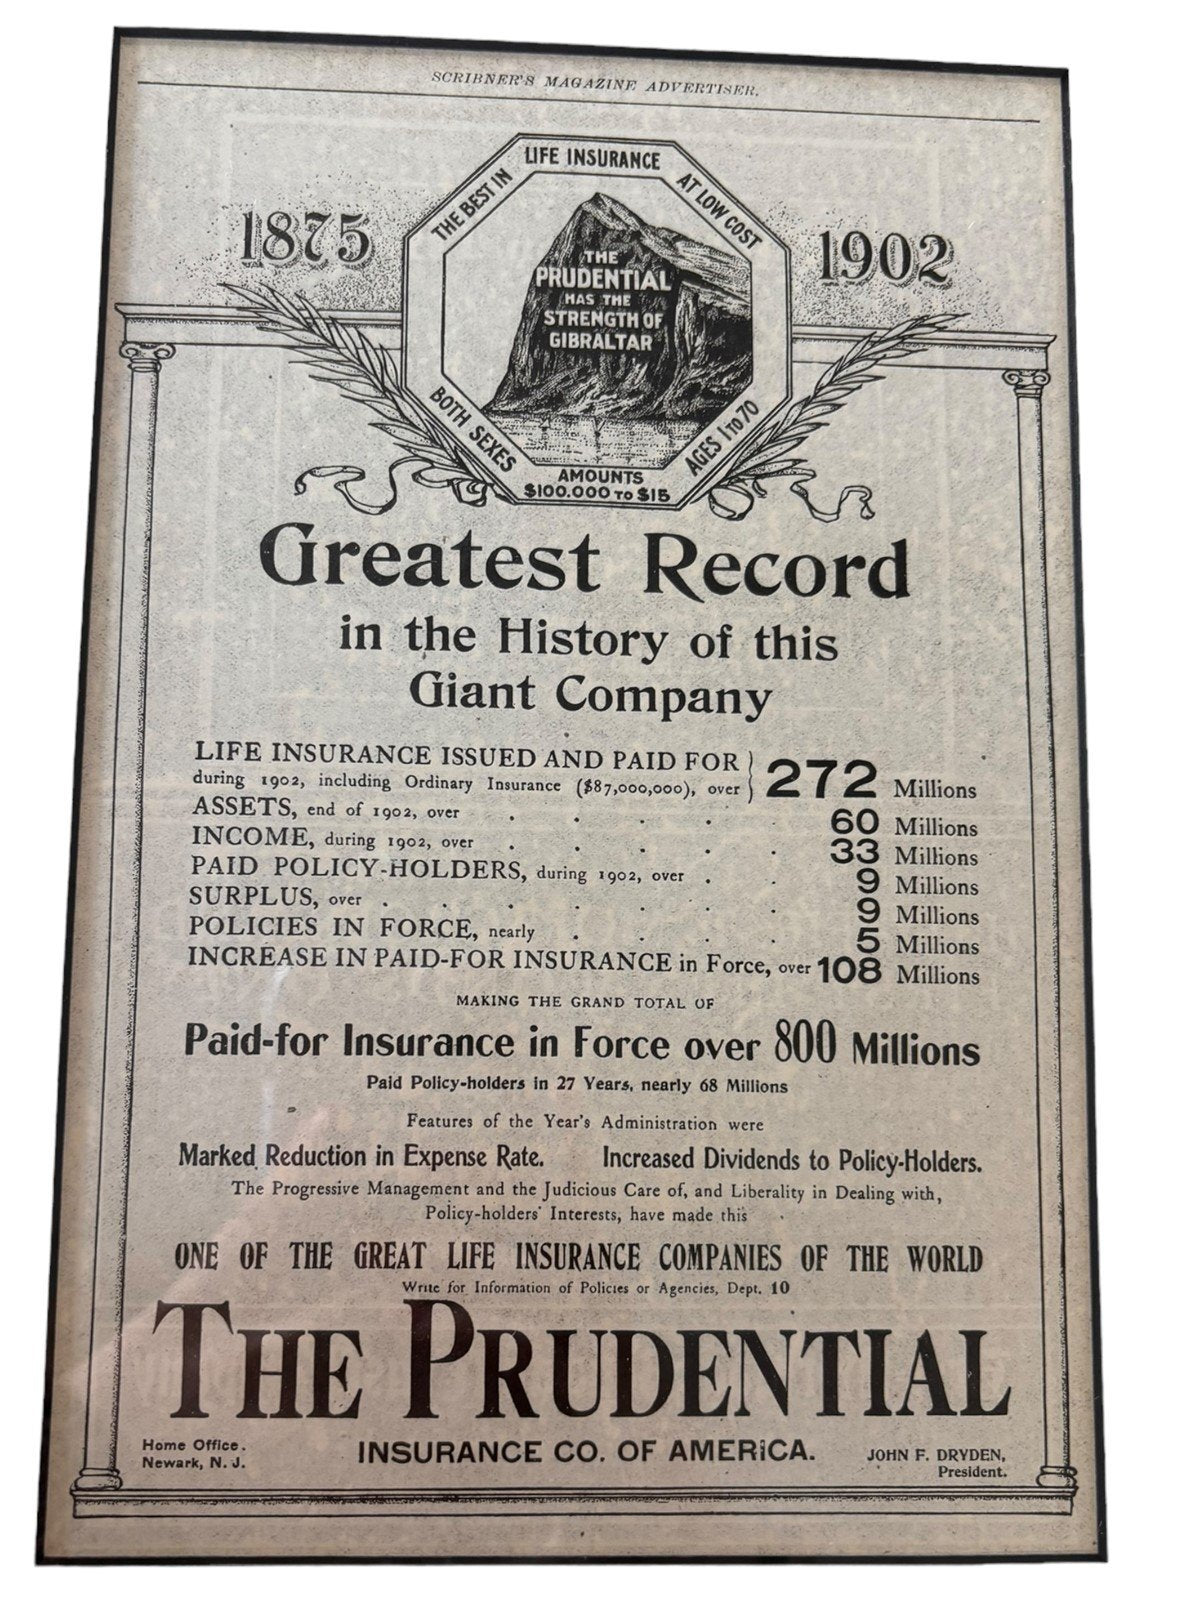 SCRIBNER'S MAGAZINE ADVERTISER.
1875
1902
THE BEST IN
LIFE INSURANCE
AT LOW COST
THE
PRUDENTIAL
HAS THE
STRENGTH OF
GIBRALTAR
BOTH SEXES
AGES 1 TO 70
AMOUNTS
$100.000 TO $15
Greatest Record
in the History of this
Giant Company
LIFE INSURANCE ISSUED AND PAID FOR
during 1902, including Ordinary Insurance ($87,000,000), over } 272 Millions
ASSETS, end of 1902, over . . . . . 60 Millions
INCOME, during 1902, over . . . . . 33 Millions
PAID POLICY-HOLDERS, during 1902, over . . 9 Millions
SURPLUS, over . . . . . . . 9 Millions
POLICIES IN FORCE, nearly . . . . 5 Millions
INCREASE IN PAID-FOR INSURANCE in Force, over 108 Millions
MAKING THE GRAND TOTAL OF
Paid-for Insurance in Force over 800 Millions
Paid Policy-holders in 27 Years, nearly 68 Millions
Features of the Year's Administration were
Marked Reduction in Expense Rate. Increased Dividends to Policy-Holders.
The Progressive Management and the Judicious Care of, and Liberality in Dealing with,
Policy-holders' Interests, have made this
ONE OF THE GREAT LIFE INSURANCE COMPANIES OF THE WORLD
Write for Information of Policies or Agencies, Dept. 10
THE PRUDENTIAL
INSURANCE CO. OF AMERICA.
Home Office.
Newark, N. J.
JOHN F. DRYDEN,
President.